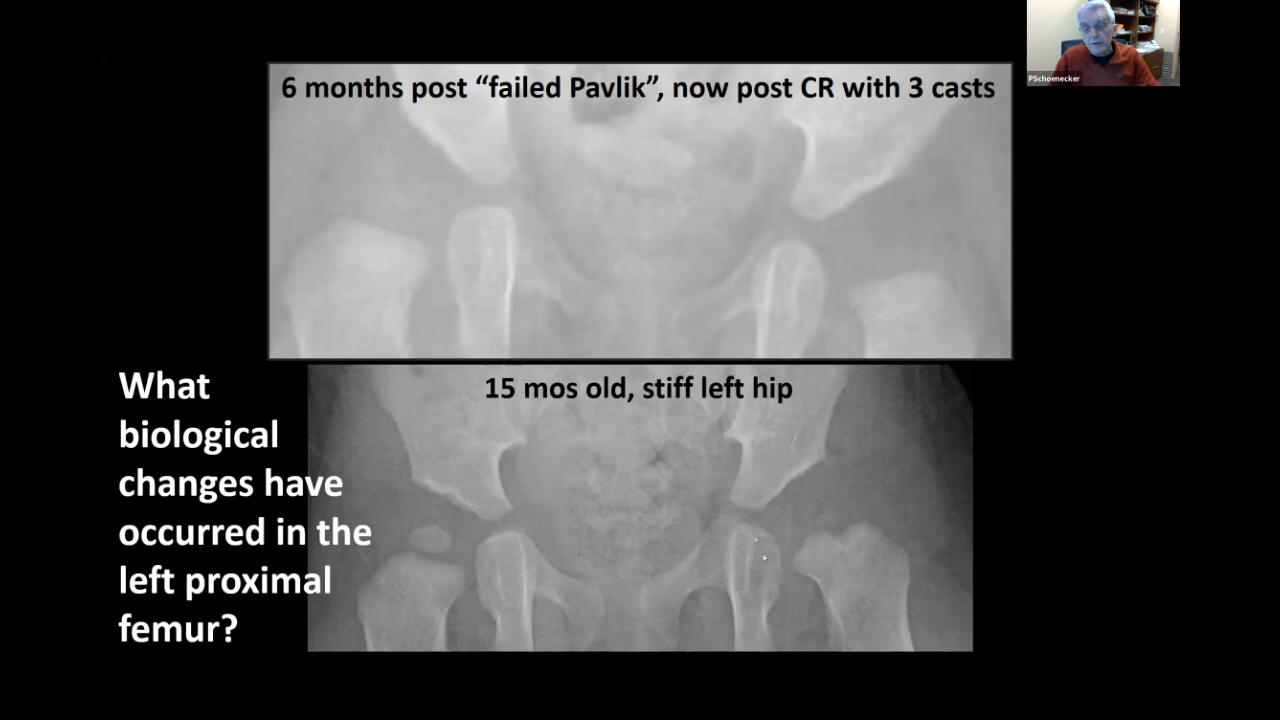 PSchoenecker
6 months post “failed Pavlik”, now post CR with 3 casts
15 mos old, stiff left hip
What
biological
changes have
occurred in the
left proximal
femur?